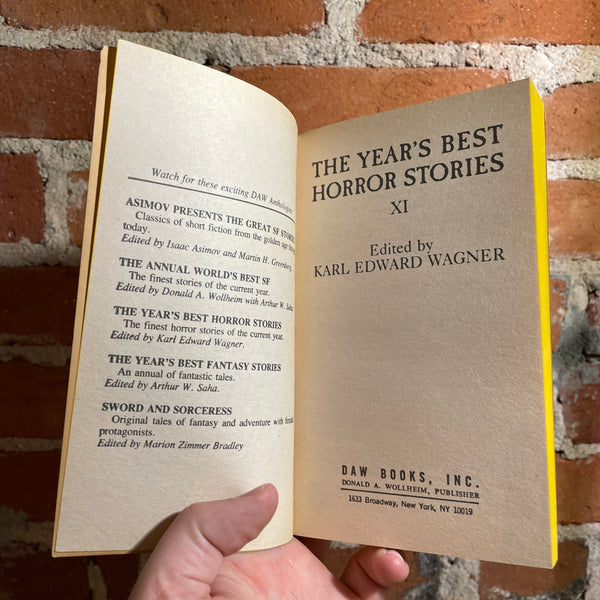 Watch for these exciting DAW Anthologies
ASIMOV PRESENTS THE GREAT SF STORIES
Classics of short fiction from the golden age
today.
Edited by Isaac Asimov and Martin H. Greenberg.
THE ANNUAL WORLD'S BEST SF
The finest stories of the current year.
Edited by Donald A. Wollheim with Arthur W. Saha.
THE YEAR'S BEST HORROR STORIES
The finest horror stories of the current year.
Edited by Karl Edward Wagner.
THE YEAR'S BEST FANTASY STORIES
An annual of fantastic tales.
Edited by Arthur W. Saha.
SWORD AND SORCERESS
Original tales of fantasy and adventure with female
protagonists.
Edited by Marion Zimmer Bradley
THE YEAR'S BEST
HORROR STORIES
XI
Edited by
KARL EDWARD WAGNER
DAW BOOKS, INC.
DONALD A. WOLLHEIM, PUBLISHER
1633 Broadway, New York, NY 10019